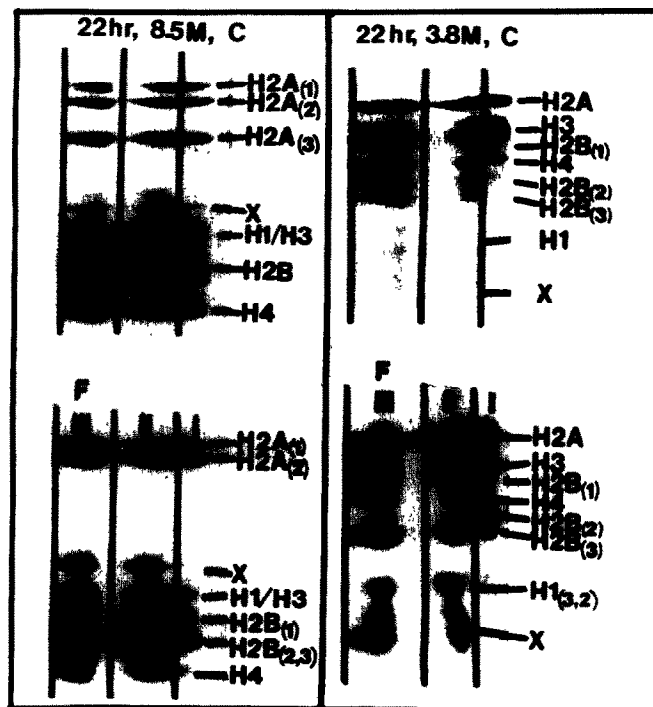 22hr, 8.5M, C
H2A(1)
H2A(2)
H2A(3)
X
H1/H3
H2B
H4
22hr, 3.8M, C
H2A
H3
H2B(1)
H4
H2B(2)
H2B(3)
H1
X
F
H2A(1)
H2A(2)
X
H1/H3
H2B(1)
H2B(2,3)
H4
F
H2A
H3
H2B(1)
H4
H2B(2)
H2B(3)
H1(3,2)
X